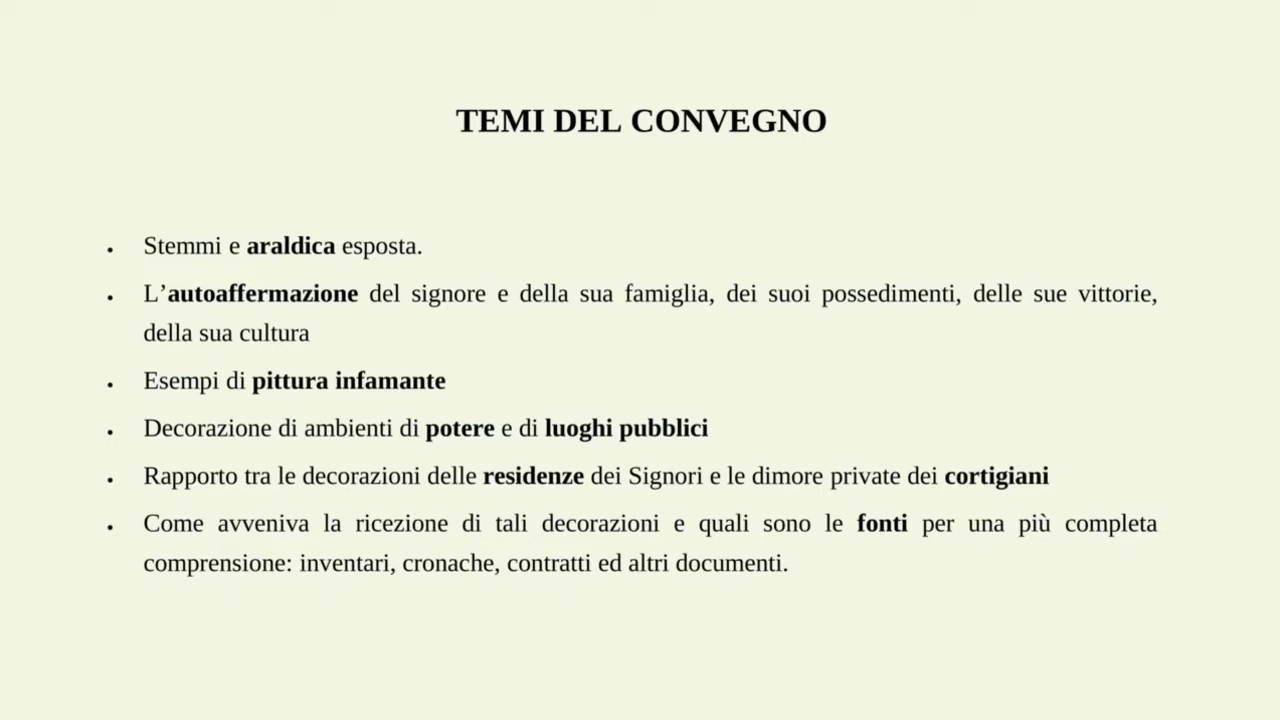 TEMI DEL CONVEGNO
• Stemmi e araldica esposta.
• L’autoaffermazione del signore e della sua famiglia, dei suoi possedimenti, delle sue vittorie,
della sua cultura
• Esempi di pittura infamante
• Decorazione di ambienti di potere e di luoghi pubblici
• Rapporto tra le decorazioni delle residenze dei Signori e le dimore private dei cortigiani
• Come avveniva la ricezione di tali decorazioni e quali sono le fonti per una più completa
comprensione: inventari, cronache, contratti ed altri documenti.